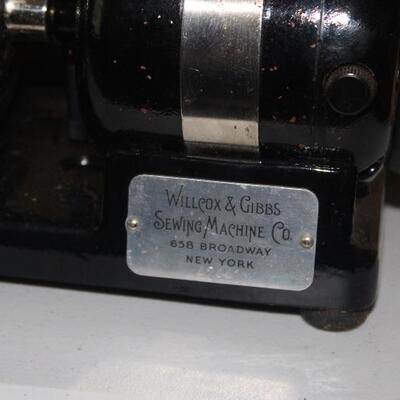 Willcox & Gibbs
Sewing Machine Co.
658 BROADWAY
NEW YORK